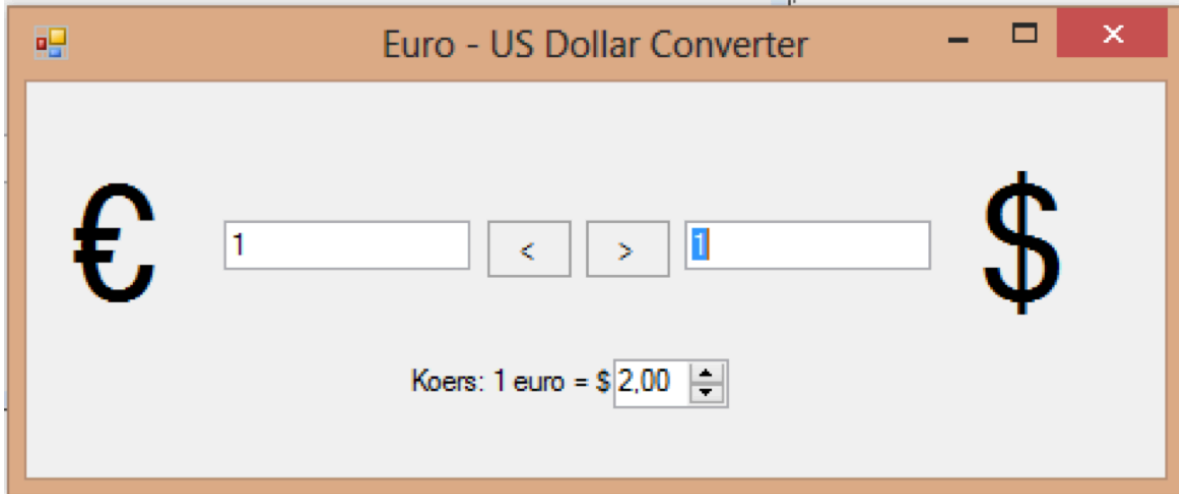 Euro - US Dollar Converter
€ 1 < > 1 $
Koers: 1 euro = $ 2,00